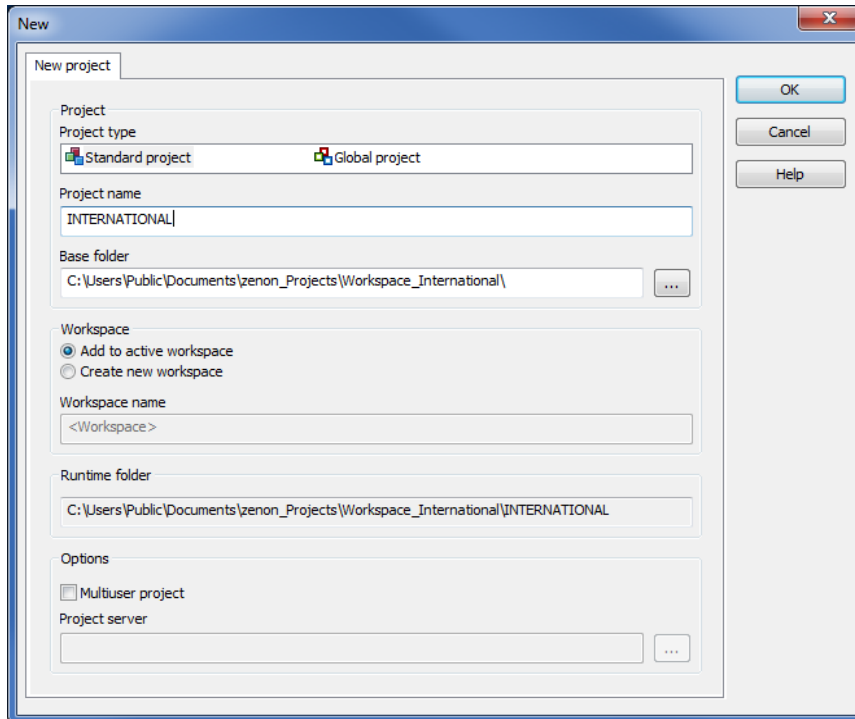 New
New project
OK
Cancel
Help
Project
Project type
Standard project Global project
Project name
INTERNATIONAL
Base folder
C:\Users\Public\Documents\zenon_Projects\Workspace_International\
...
Workspace
Add to active workspace
Create new workspace
Workspace name
<Workspace>
Runtime folder
C:\Users\Public\Documents\zenon_Projects\Workspace_International\INTERNATIONAL
Options
Multiuser project
Project server
...